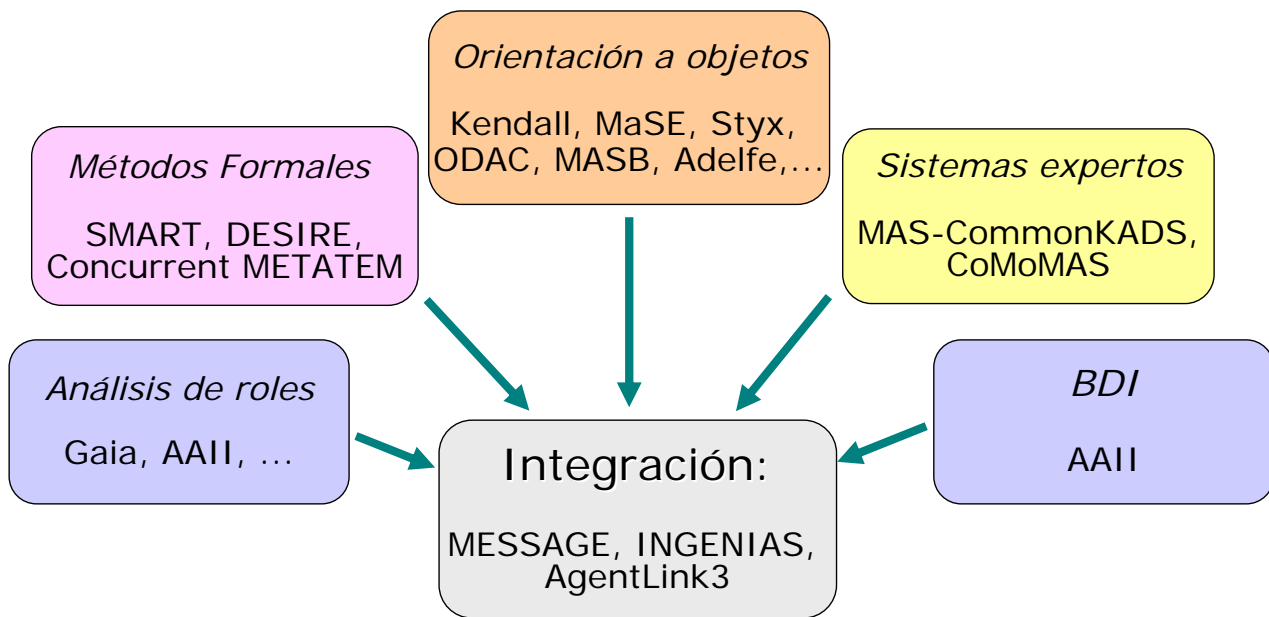 Orientación a objetos
Kendall, MaSE, Styx,
ODAC, MASB, Adelfe,...
Métodos Formales
SMART, DESIRE,
Concurrent METATEM
Sistemas expertos
MAS-CommonKADS,
CoMoMAS
Análisis de roles
Gaia, AAII, ...
BDI
AAII
Integración:
MESSAGE, INGENIAS,
AgentLink3